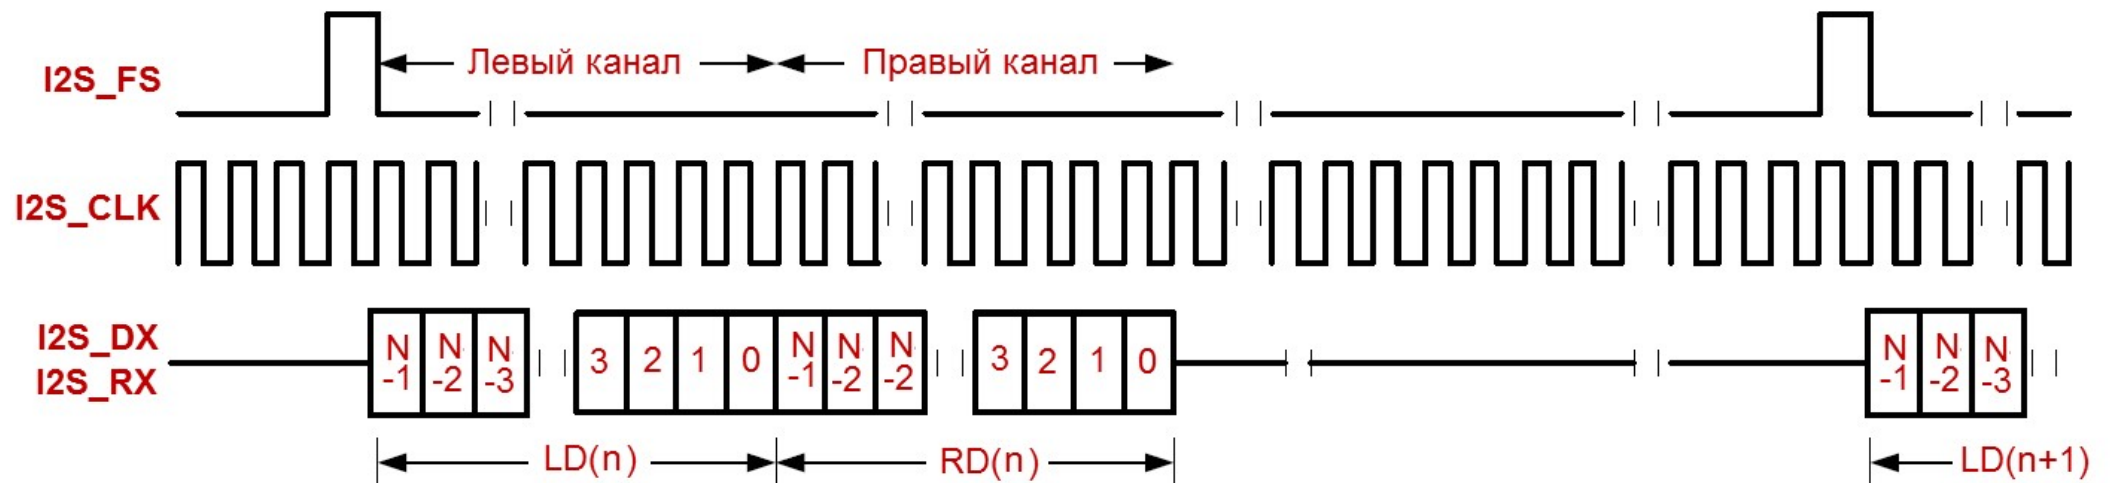 I2S_FS
Левый канал
Правый канал
I2S_CLK
I2S_DX
I2S_RX
N -1 N -2 N -3 3 2 1 0 N -1 N -2 N -2 3 2 1 0 N -1 N -2 N -3
LD(n) RD(n) LD(n+1)